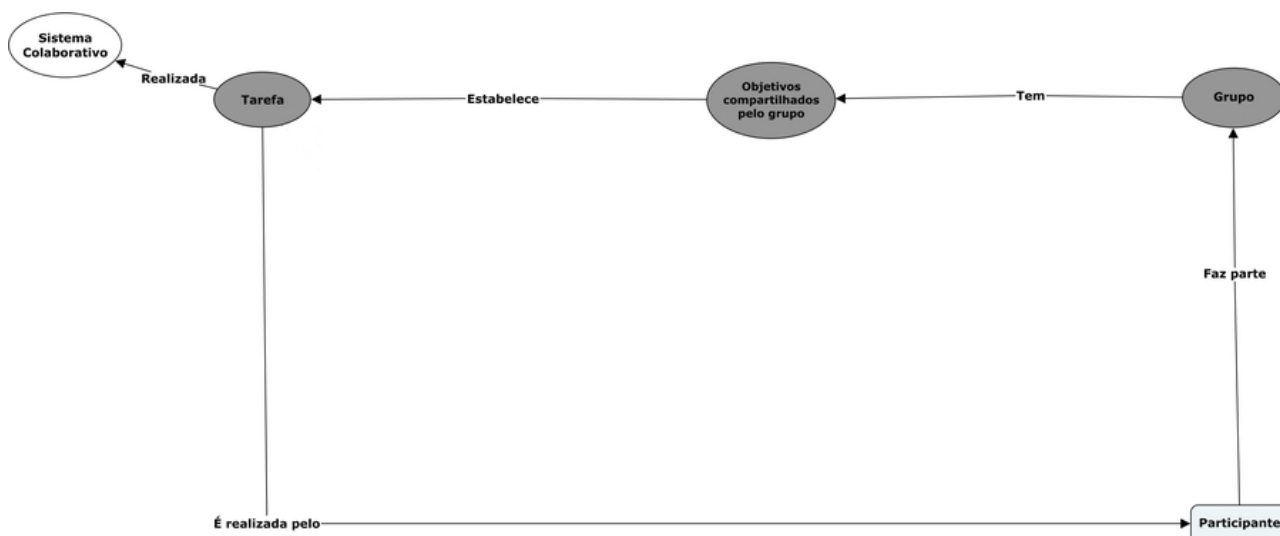 Sistema
Colaborativo
Realizada
Tarefa
Estabelece
Objetivos
compartilhados
pelo grupo
Tem
Grupo
Faz parte
É realizada pelo
Participante